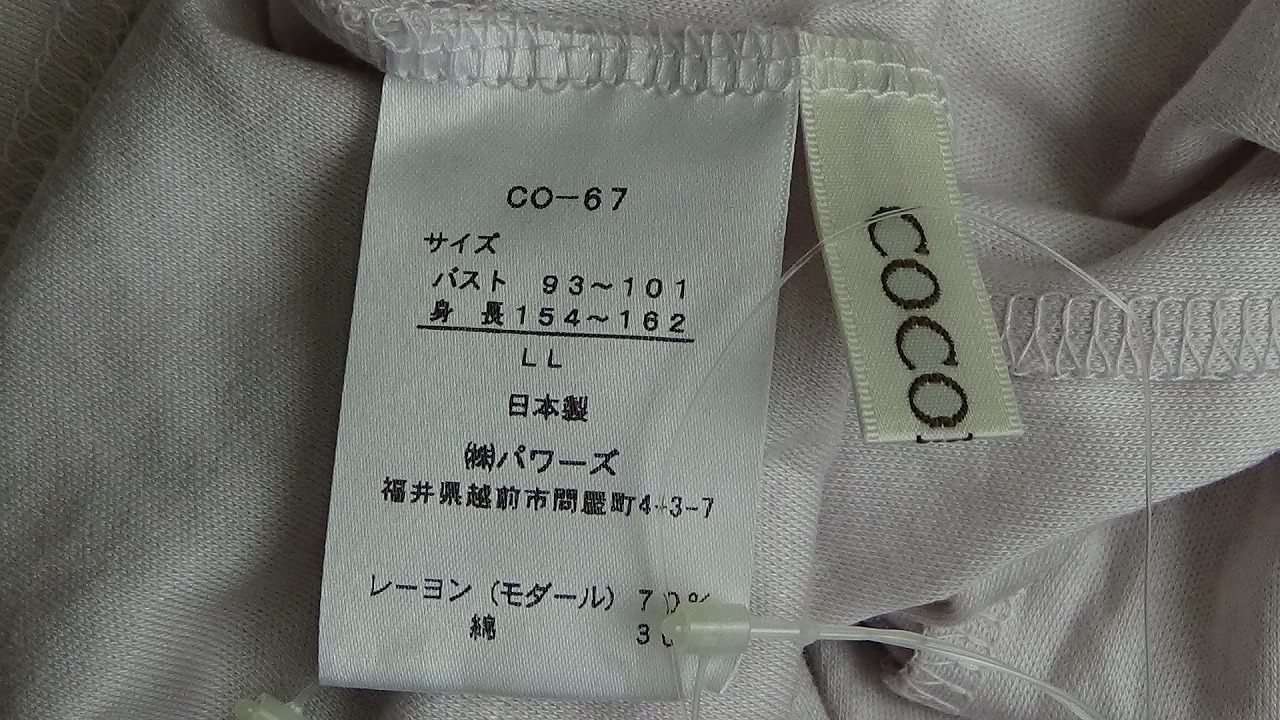 CO-67
サイズ
バスト 93~101
身 長154~162
LL
日本製
㈱パワーズ
福井県越前市問屋町4-3-7
レーヨン(モダール) 70%
綿 30
COCO